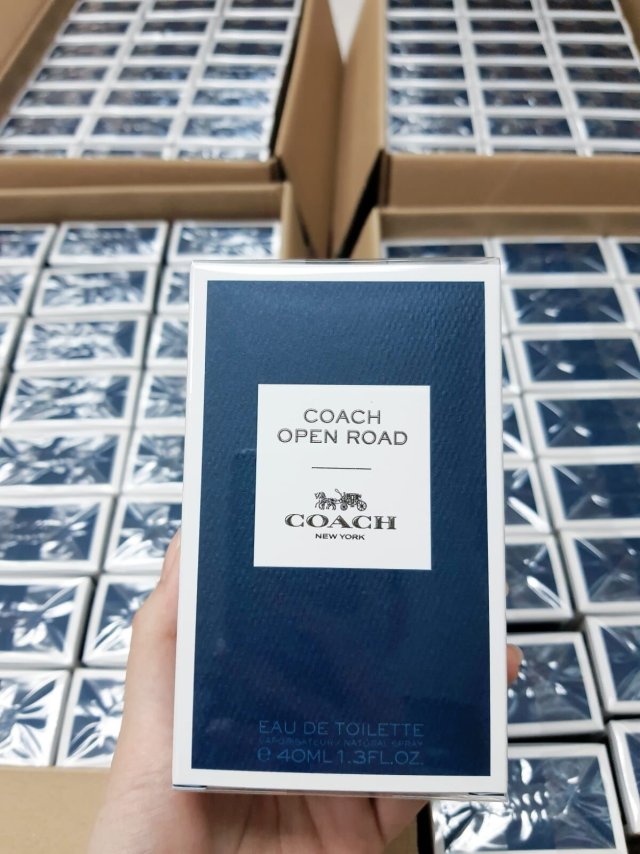 COACH
OPEN ROAD
COACH
NEW YORK
EAU DE TOILETTE
VAPORISATEUR / NATURAL SPRAY
℮ 40ML 1.3FL.OZ.